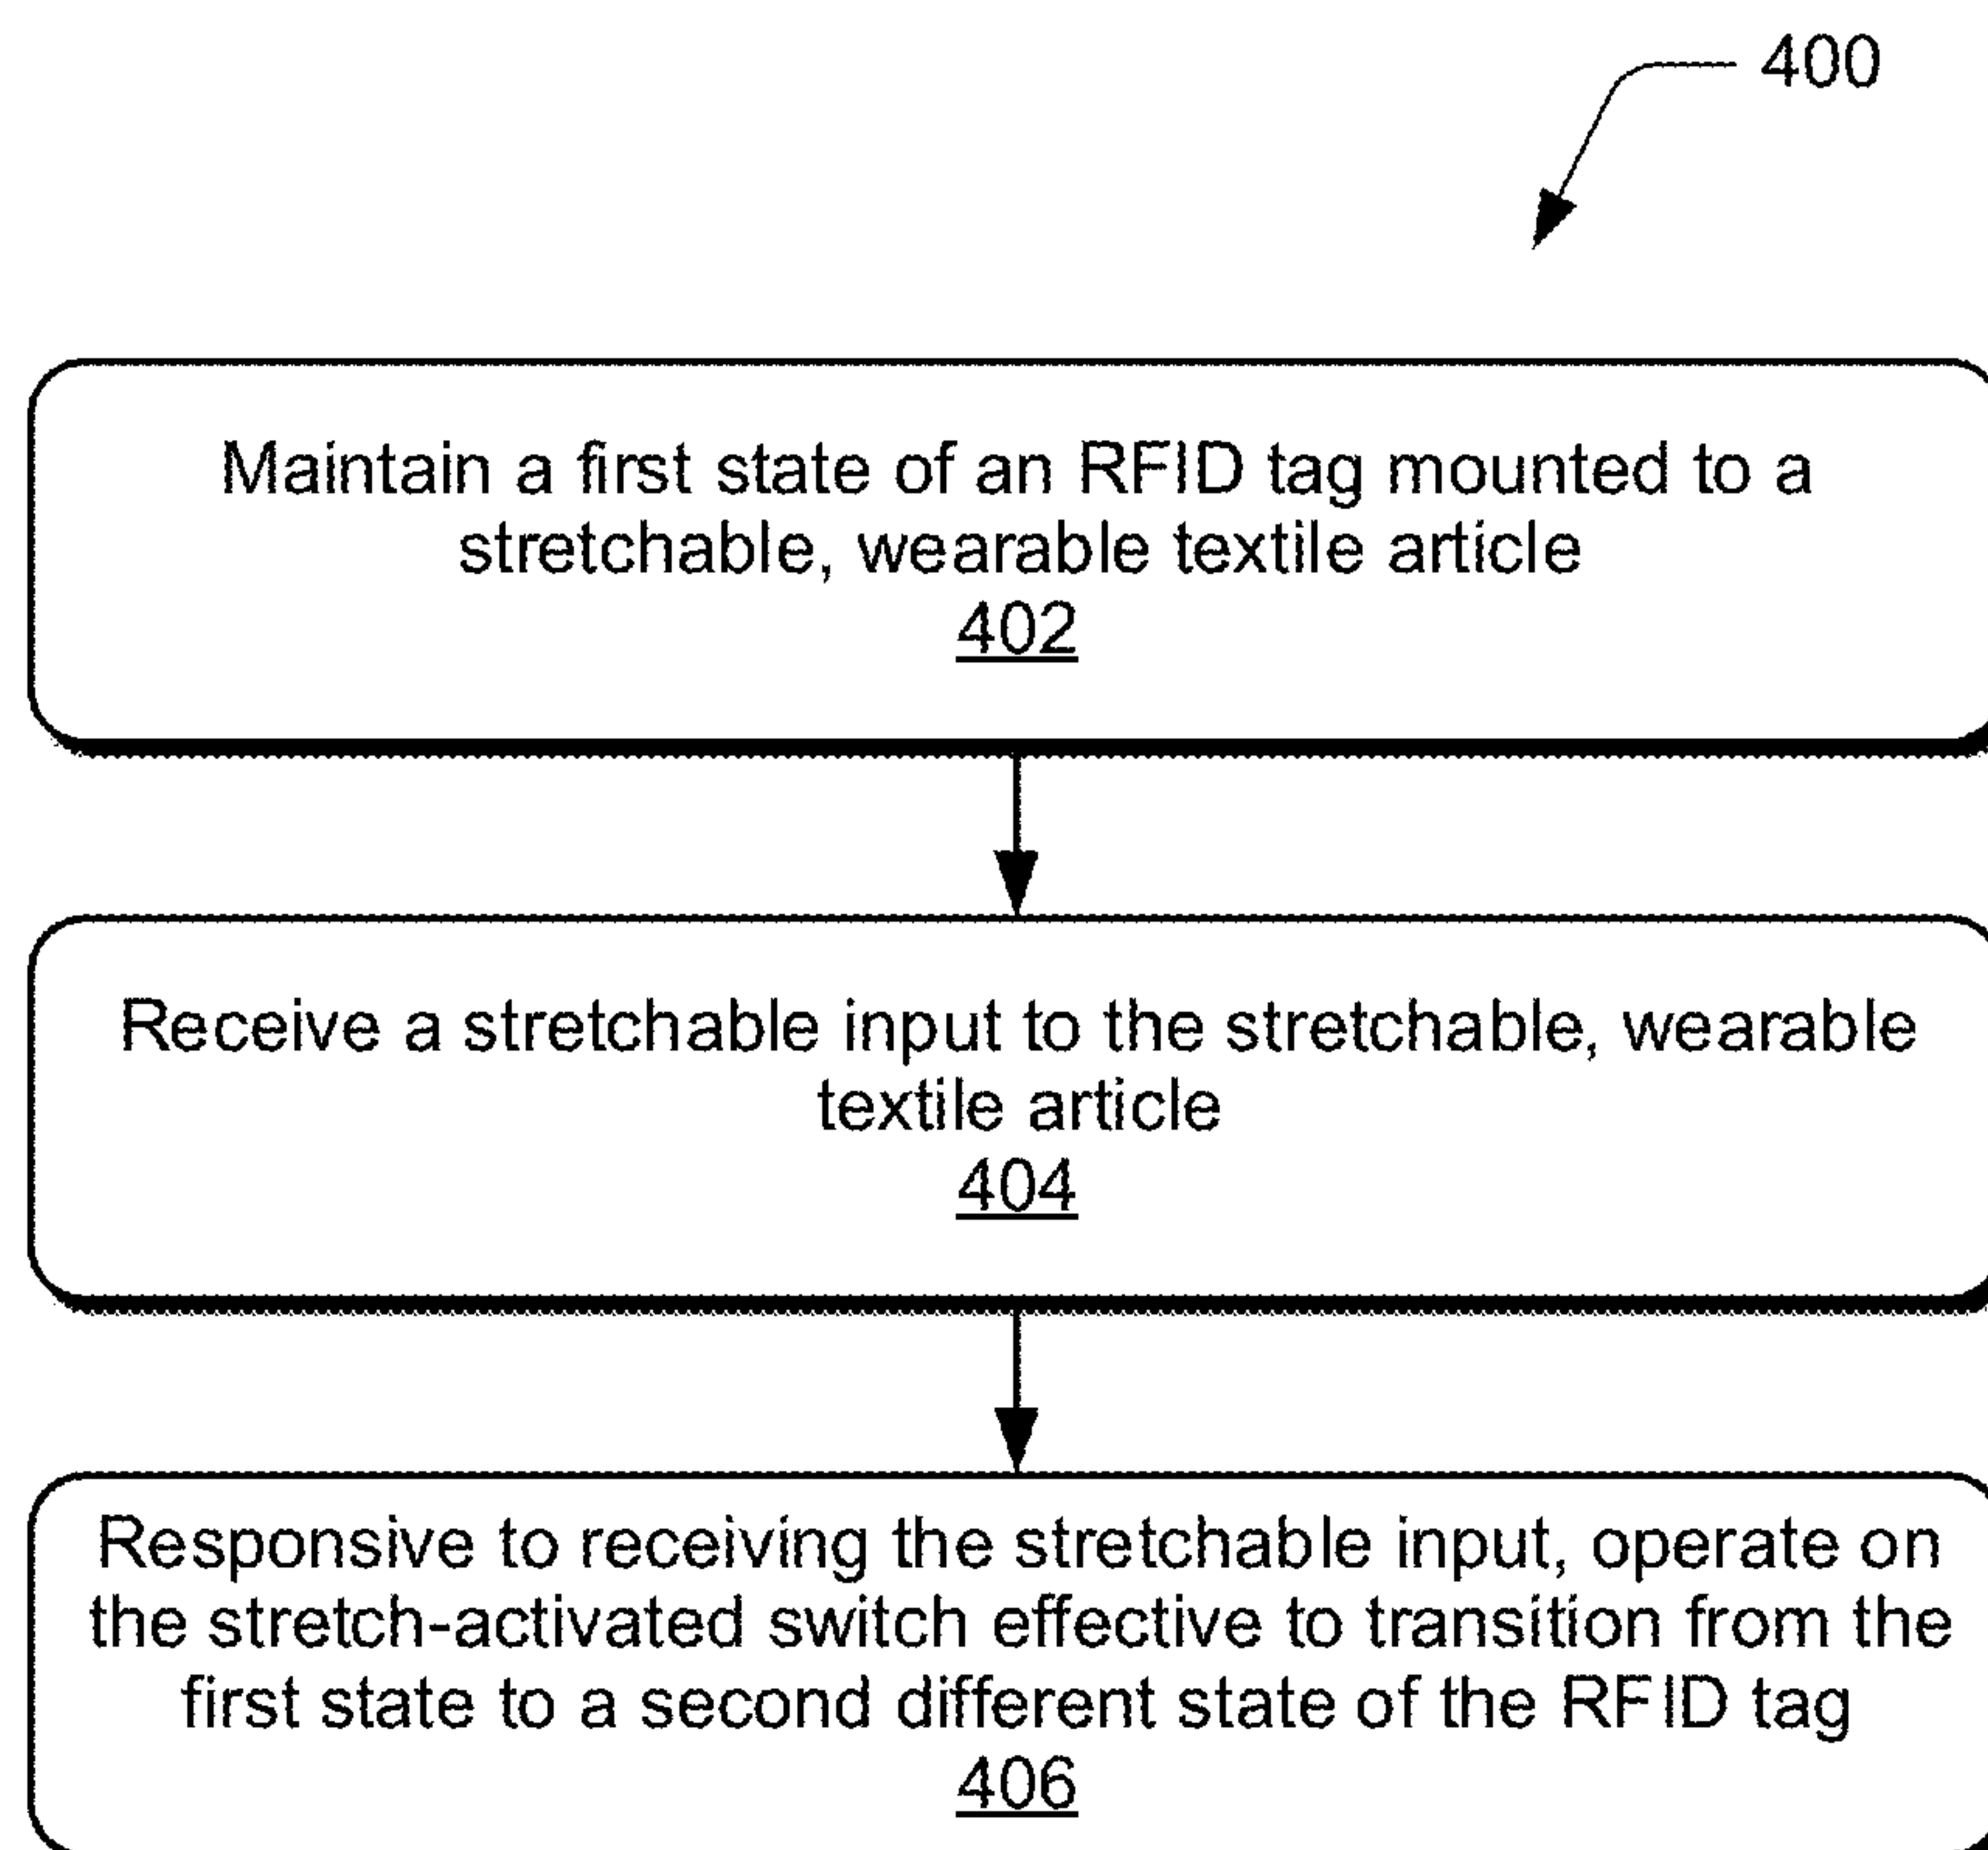 400
Maintain a first state of an RFID tag mounted to a
stretchable, wearable textile article
402
Receive a stretchable input to the stretchable, wearable
textile article
404
Responsive to receiving the stretchable input, operate on
the stretch-activated switch effective to transition from the
first state to a second different state of the RFID tag
406